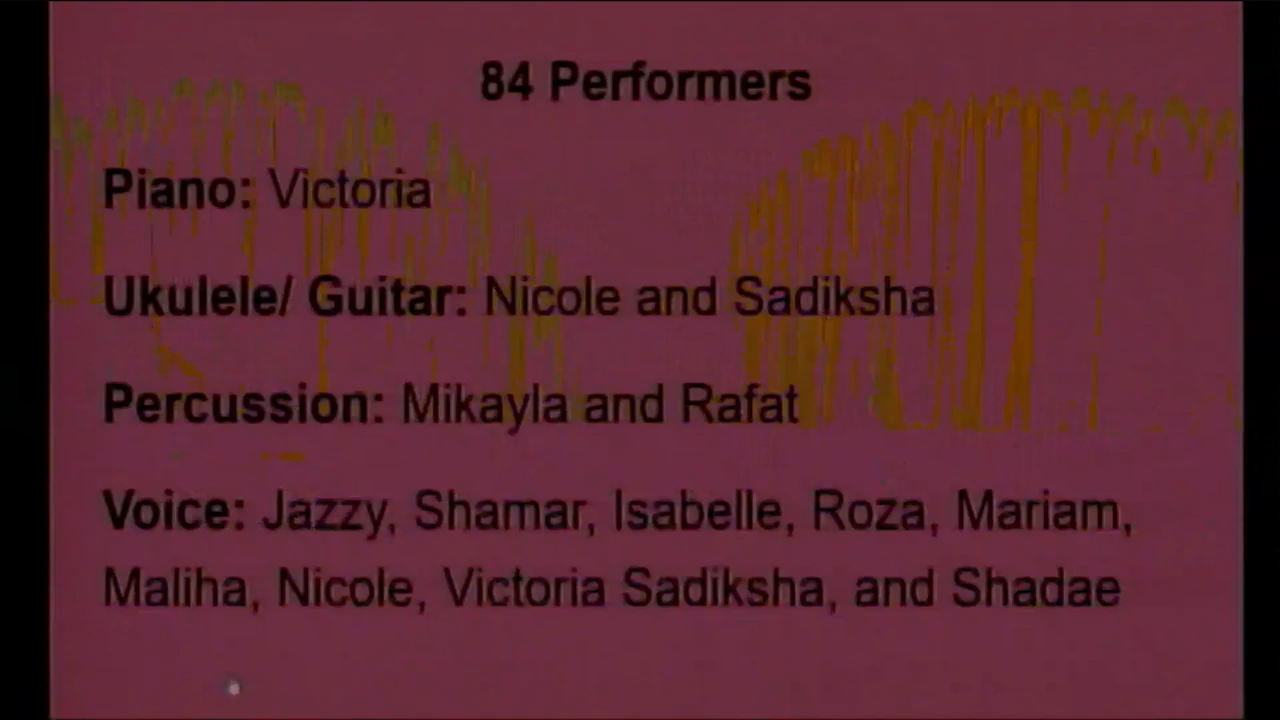 84 Performers
Piano: Victoria
Ukulele/ Guitar: Nicole and Sadiksha
Percussion: Mikayla and Rafat
Voice: Jazzy, Shamar, Isabelle, Roza, Mariam,
Maliha, Nicole, Victoria Sadiksha, and Shadae